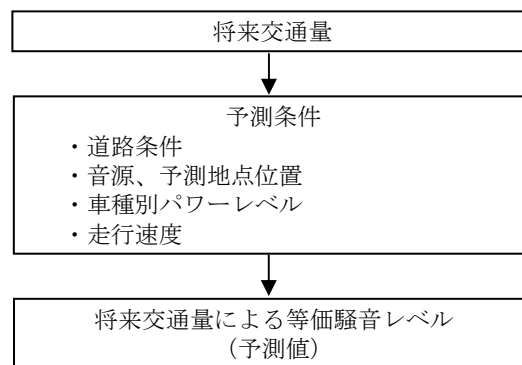 将来交通量
予測条件
・道路条件
・音源、予測地点位置
・車種別パワーレベル
・走行速度
将来交通量による等価騒音レベル
（予測値）